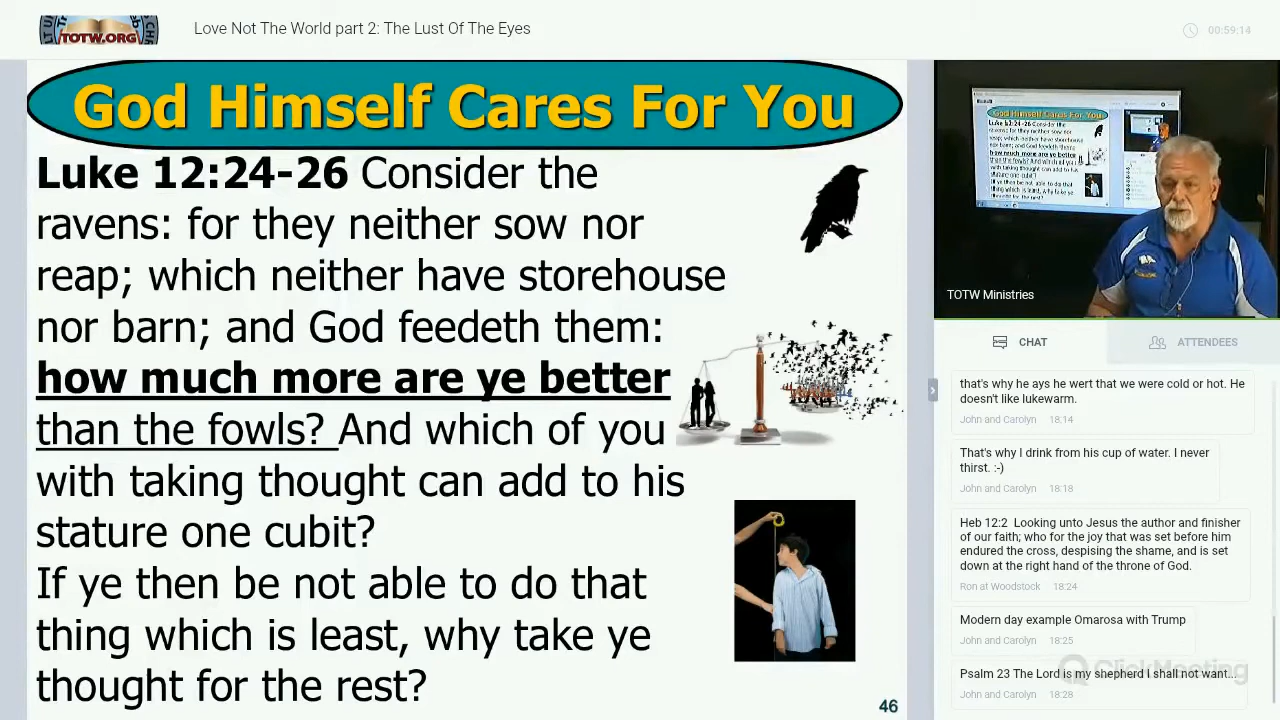 TOTW.ORG
Love Not The World part 2: The Lust Of The Eyes
00:59:14
God Himself Cares For You
Luke 12:24-26 Consider the
ravens: for they neither sow nor
reap; which neither have storehouse
nor barn; and God feedeth them:
how much more are ye better
than the fowls? And which of you
with taking thought can add to his
stature one cubit?
If ye then be not able to do that
thing which is least, why take ye
thought for the rest?
46
God Himself Cares For You
TOTW Ministries
CHAT
ATTENDEES
that's why he ays he wert that we were cold or hot. He
doesn't like lukewarm.
John and Carolyn 18:14
That's why I drink from his cup of water. I never
thirst. :-)
John and Carolyn 18:18
Heb 12:2 Looking unto Jesus the author and finisher
of our faith; who for the joy that was set before him
endured the cross, despising the shame, and is set
down at the right hand of the throne of God.
Ron at Woodstock 18:24
Modern day example Omarosa with Trump
John and Carolyn 18:25
Psalm 23 The Lord is my shepherd I shall not want...
John and Carolyn 18:28
ClickMeeting